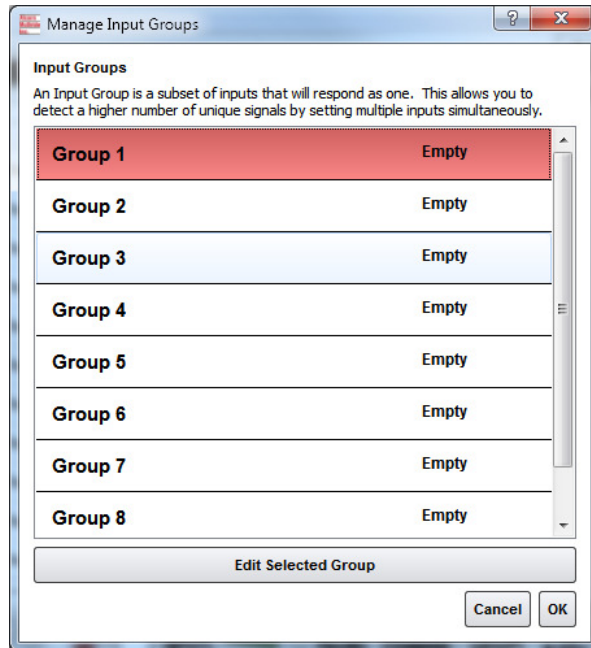 Manage Input Groups
Input Groups
An Input Group is a subset of inputs that will respond as one. This allows you to
detect a higher number of unique signals by setting multiple inputs simultaneously.
Group 1 Empty
Group 2 Empty
Group 3 Empty
Group 4 Empty
Group 5 Empty
Group 6 Empty
Group 7 Empty
Group 8 Empty
Edit Selected Group
Cancel OK